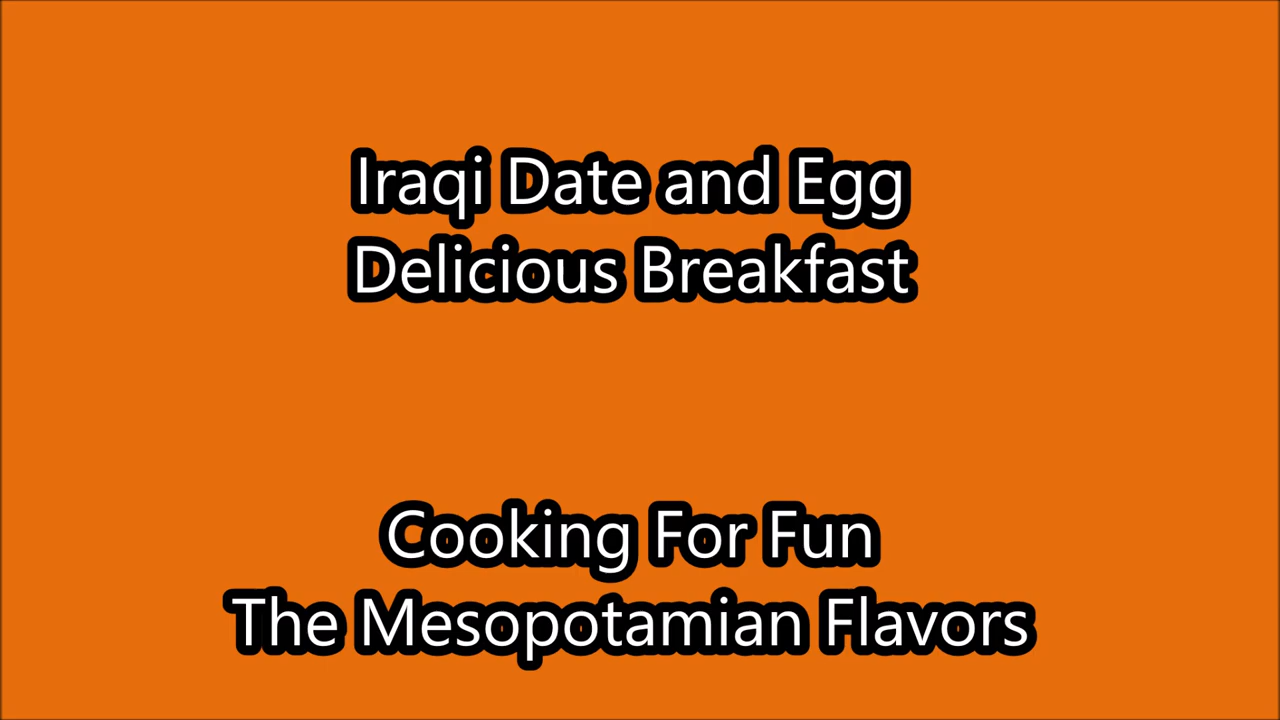 Iraqi Date and Egg
Delicious Breakfast
Cooking For Fun
The Mesopotamian Flavors